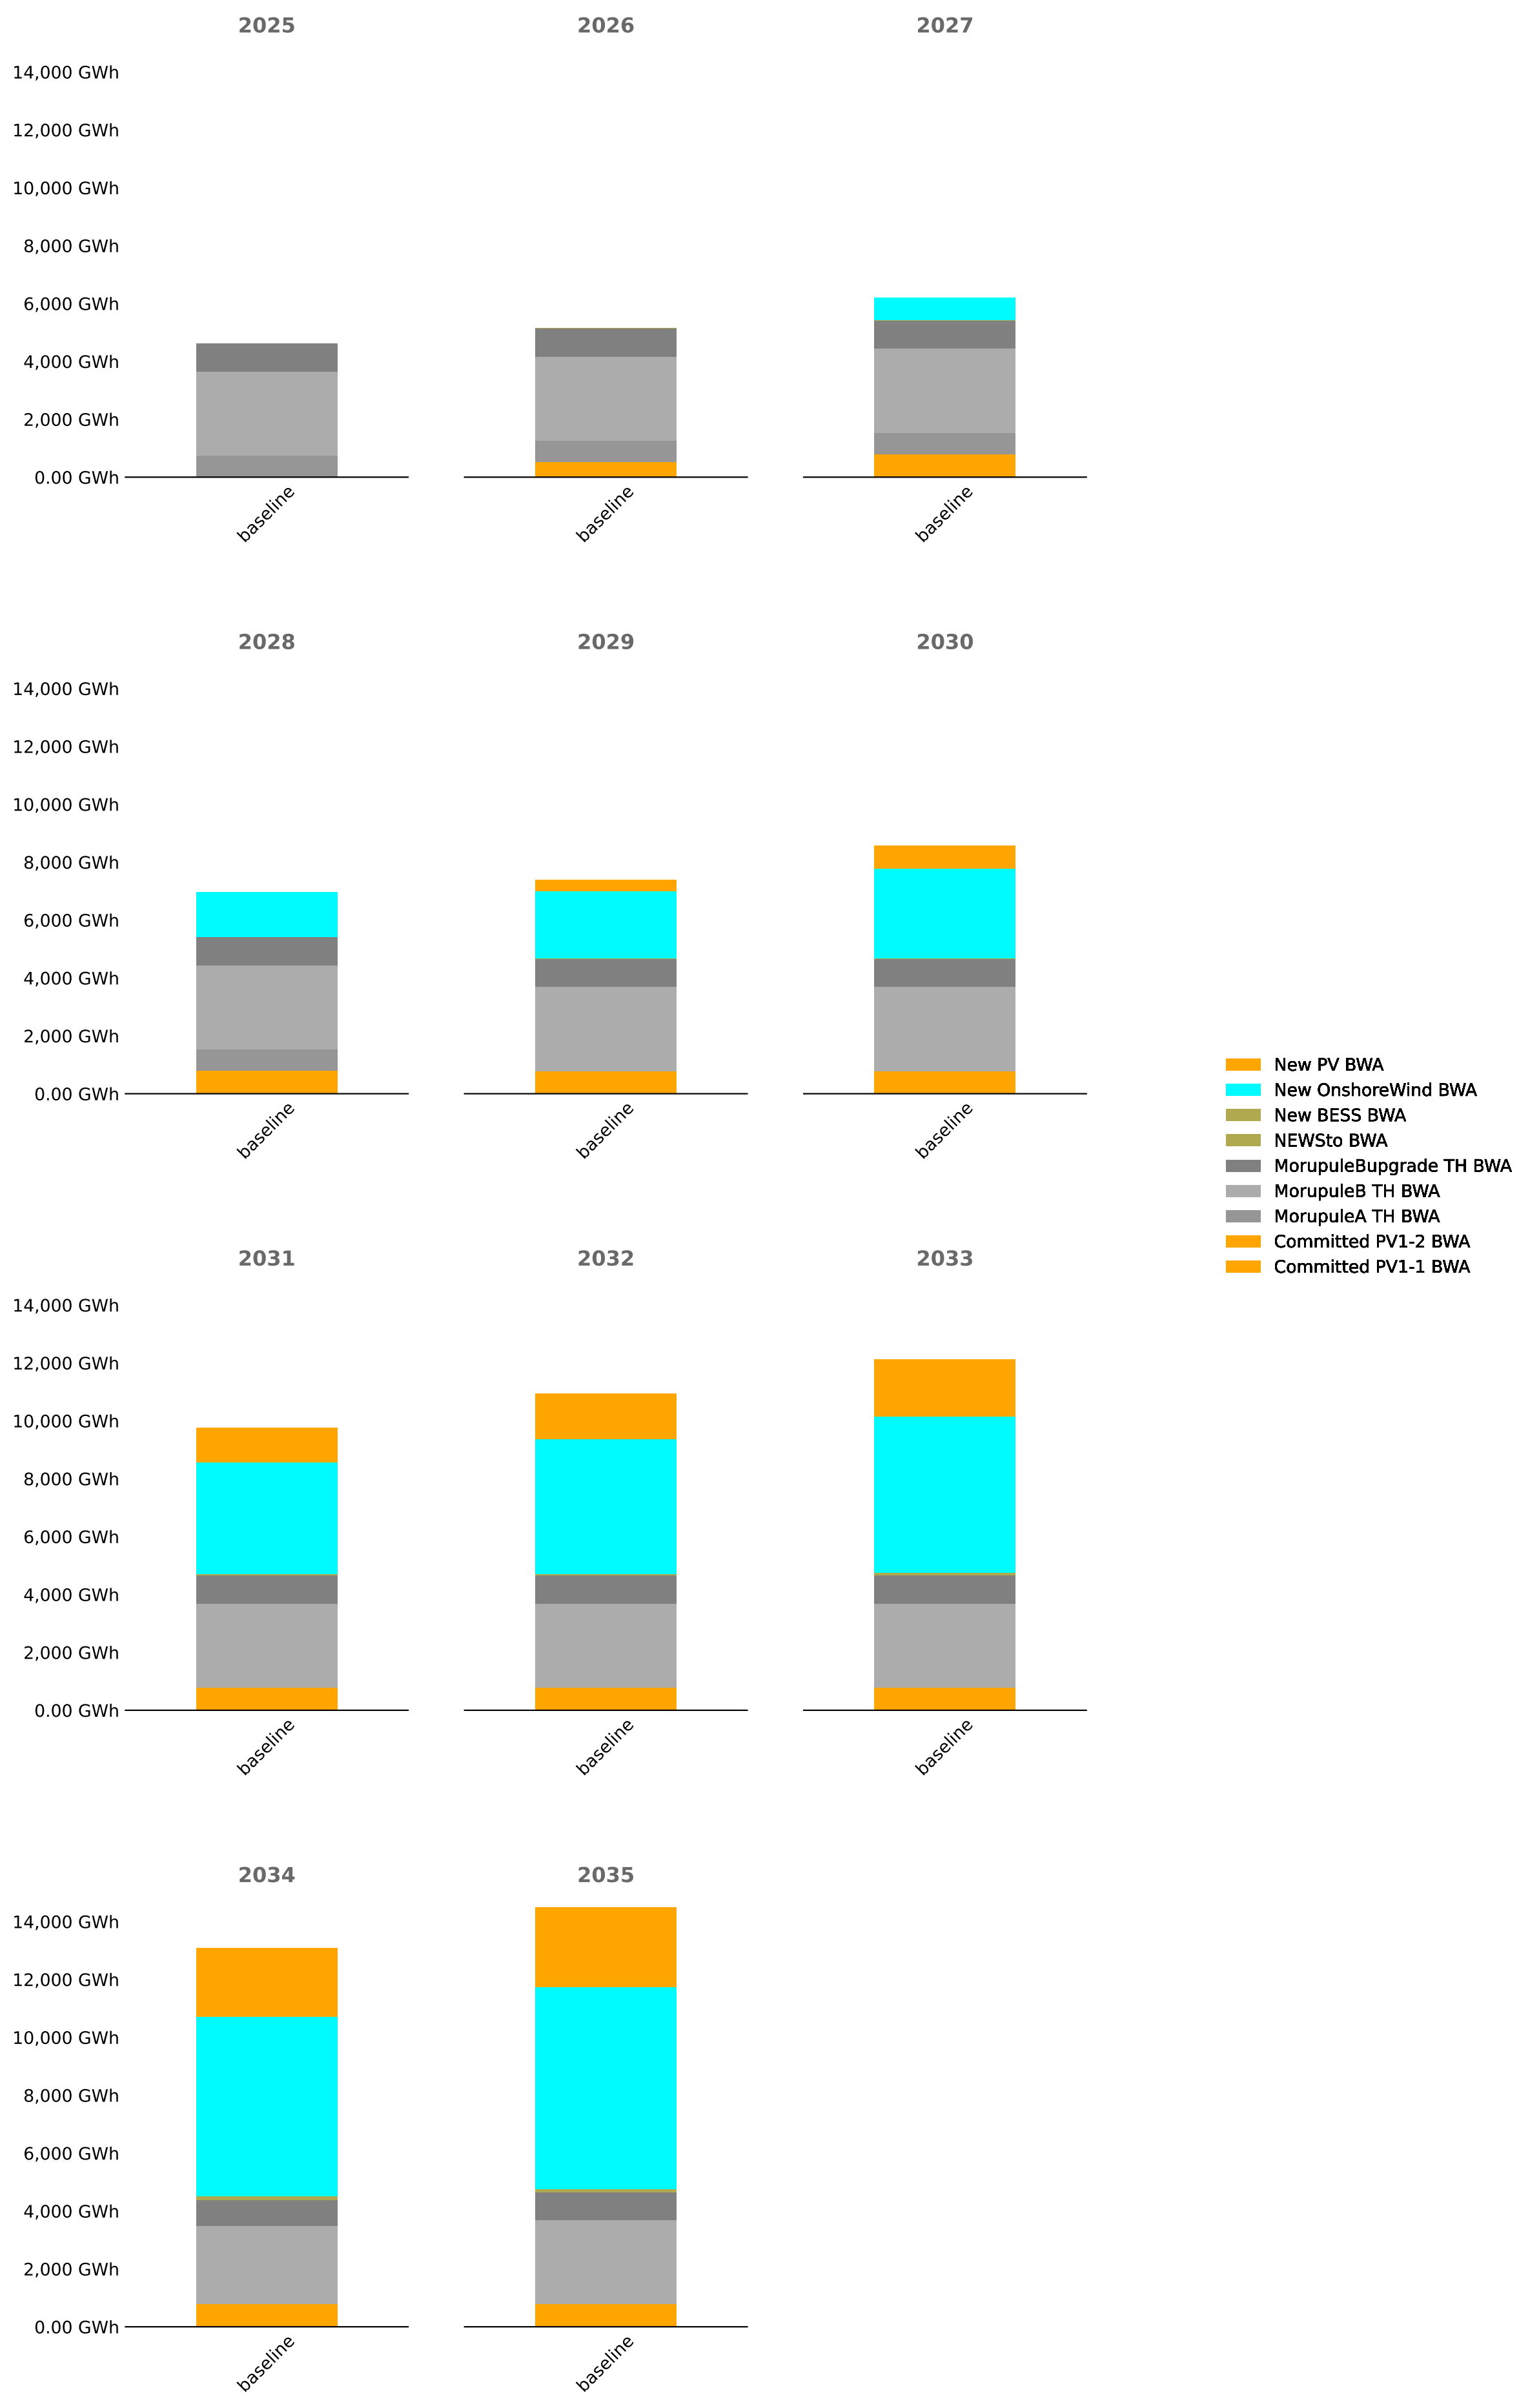 2025
2026
2027
14,000 GWh
12,000 GWh
10,000 GWh
8,000 GWh
6,000 GWh
4,000 GWh
2,000 GWh
0.00 GWh
baseline
baseline
baseline
2028
2029
2030
14,000 GWh
12,000 GWh
10,000 GWh
8,000 GWh
6,000 GWh
4,000 GWh
2,000 GWh
0.00 GWh
baseline
baseline
baseline
New PV BWA
New OnshoreWind BWA
New BESS BWA
NEWSto BWA
MorupuleBupgrade TH BWA
MorupuleB TH BWA
MorupuleA TH BWA
Committed PV1-2 BWA
Committed PV1-1 BWA
2031
2032
2033
14,000 GWh
12,000 GWh
10,000 GWh
8,000 GWh
6,000 GWh
4,000 GWh
2,000 GWh
0.00 GWh
baseline
baseline
baseline
2034
2035
14,000 GWh
12,000 GWh
10,000 GWh
8,000 GWh
6,000 GWh
4,000 GWh
2,000 GWh
0.00 GWh
baseline
baseline